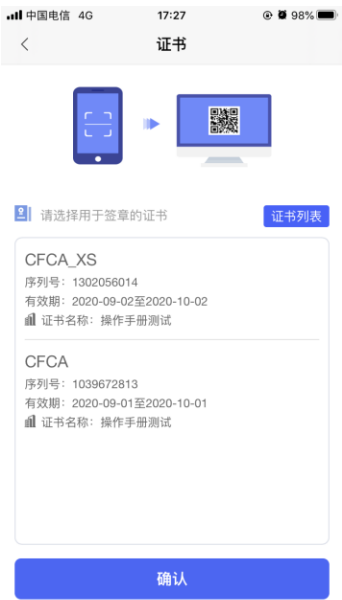 中国电信 4G 17:27 98%
证书
请选择用于签章的证书 证书列表
CFCA_XS
序列号：1302056014
有效期：2020-09-02至2020-10-02
证书名称：操作手册测试
CFCA
序列号：1039672813
有效期：2020-09-01至2020-10-01
证书名称：操作手册测试
确认